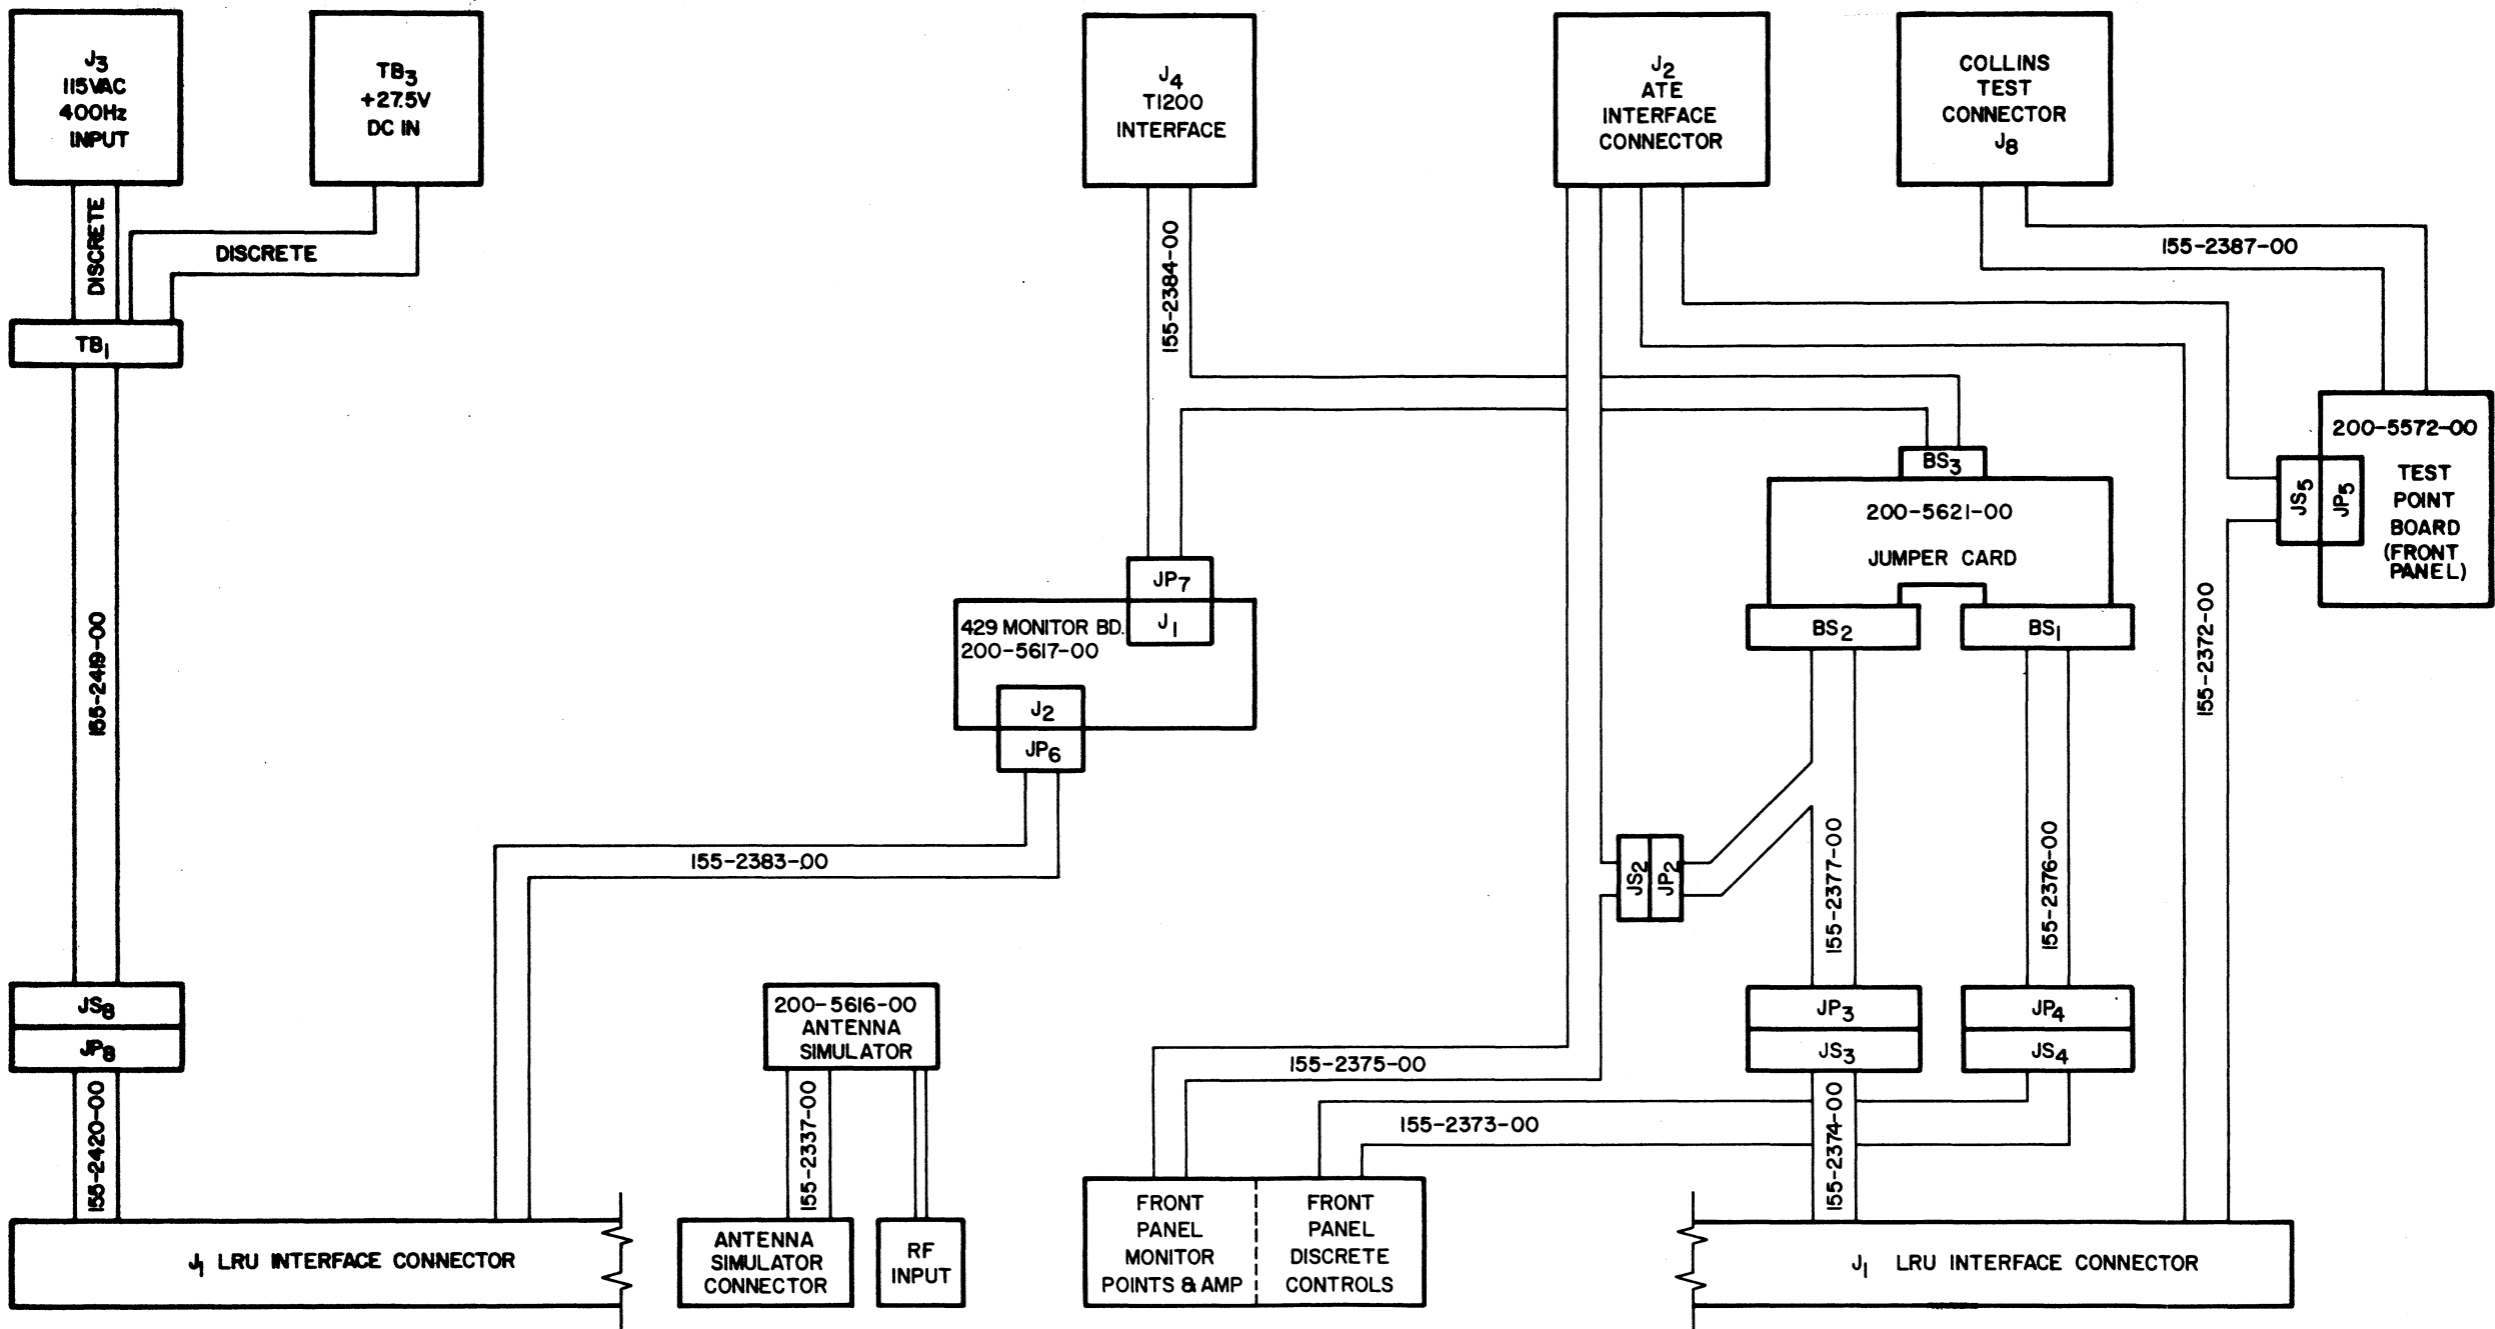 J3
115VAC
400Hz
INPUT
TB3
+27.5V
DC IN
J4
T1200
INTERFACE
J2
ATE
INTERFACE
CONNECTOR
COLLINS
TEST
CONNECTOR
J8
DISCRETE
DISCRETE
155-2384-00
155-2387-00
TB1
200-5572-00
TEST
POINT
BOARD
(FRONT
PANEL)
JS5
JP5
BS3
200-5621-00
JUMPER CARD
BS2
BS1
JP7
J1
429 MONITOR BD.
200-5617-00
J2
JP6
155-2419-00
155-2372-00
155-2383-00
JS2
JP2
155-2377-00
155-2376-00
JS8
JP8
200-5616-00
ANTENNA
SIMULATOR
JP3
JS3
JP4
JS4
155-2375-00
155-2373-00
155-2420-00
155-2337-00
155-2374-00
J1 LRU INTERFACE CONNECTOR
ANTENNA
SIMULATOR
CONNECTOR
RF
INPUT
FRONT
PANEL
MONITOR
POINTS & AMP
FRONT
PANEL
DISCRETE
CONTROLS
J1 LRU INTERFACE CONNECTOR